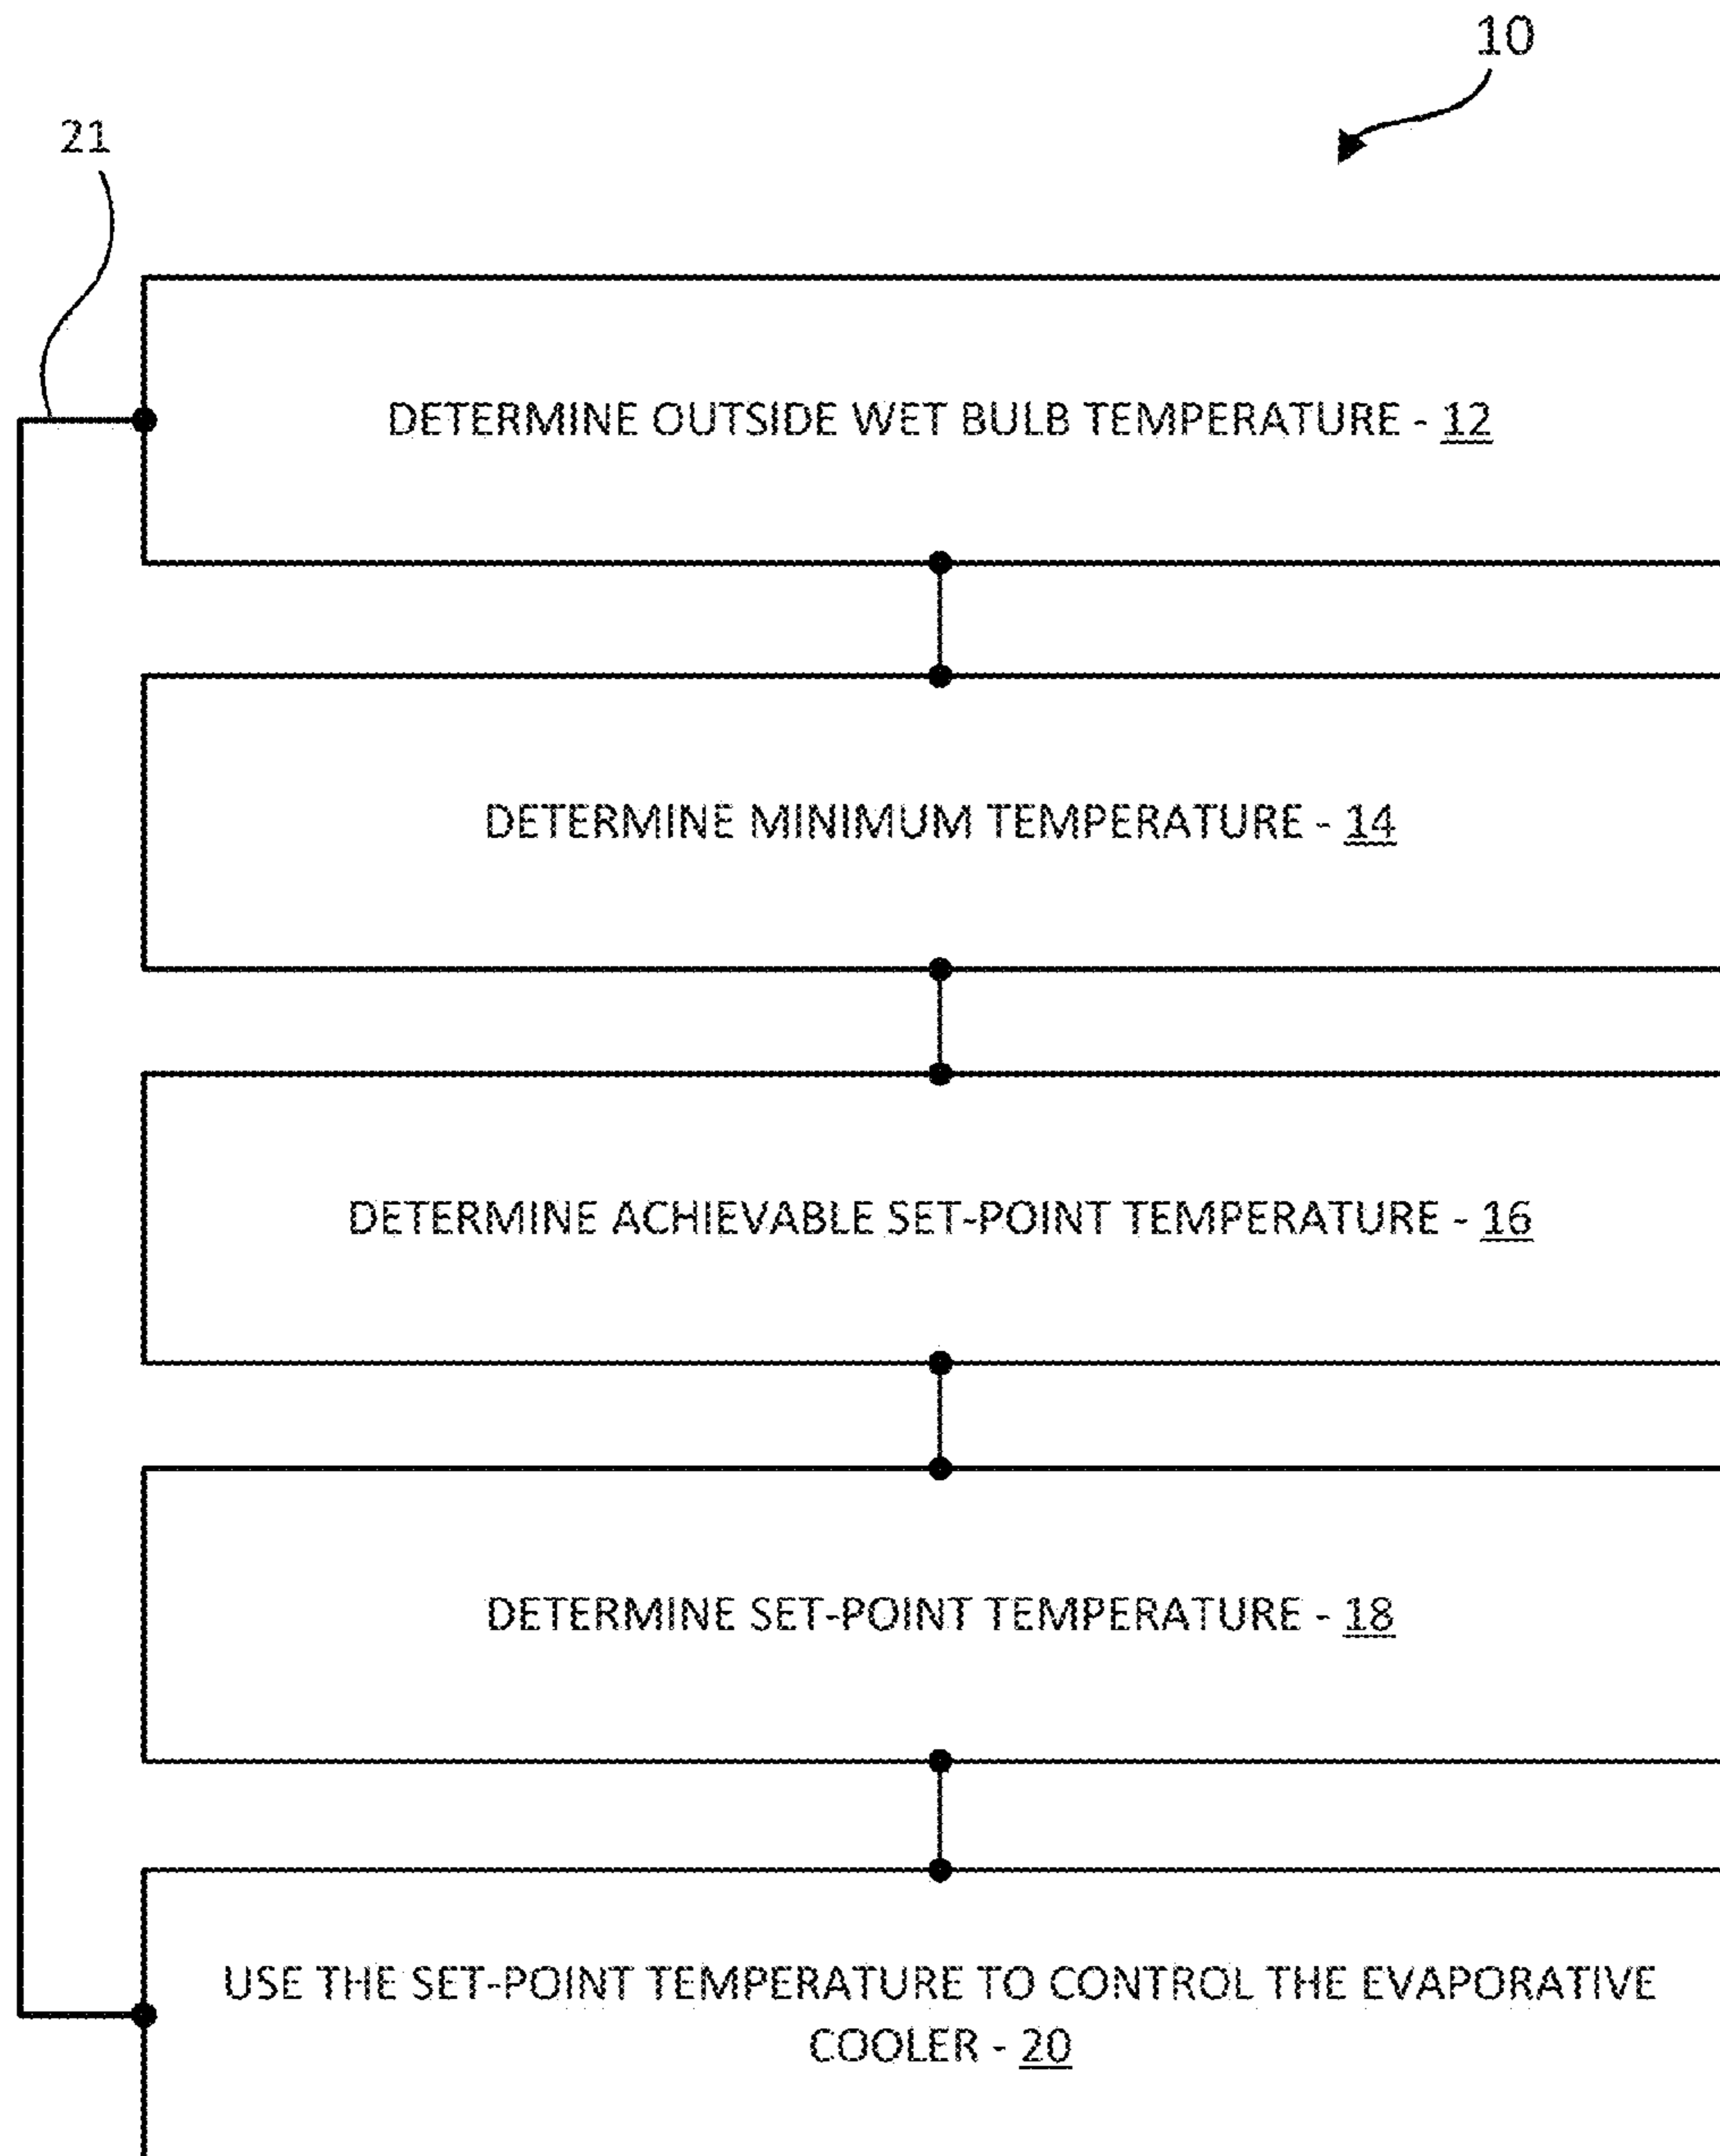 10
21
DETERMINE OUTSIDE WET BULB TEMPERATURE - 12
DETERMINE MINIMUM TEMPERATURE - 14
DETERMINE ACHIEVABLE SET-POINT TEMPERATURE - 16
DETERMINE SET-POINT TEMPERATURE - 18
USE THE SET-POINT TEMPERATURE TO CONTROL THE EVAPORATIVE
COOLER - 20